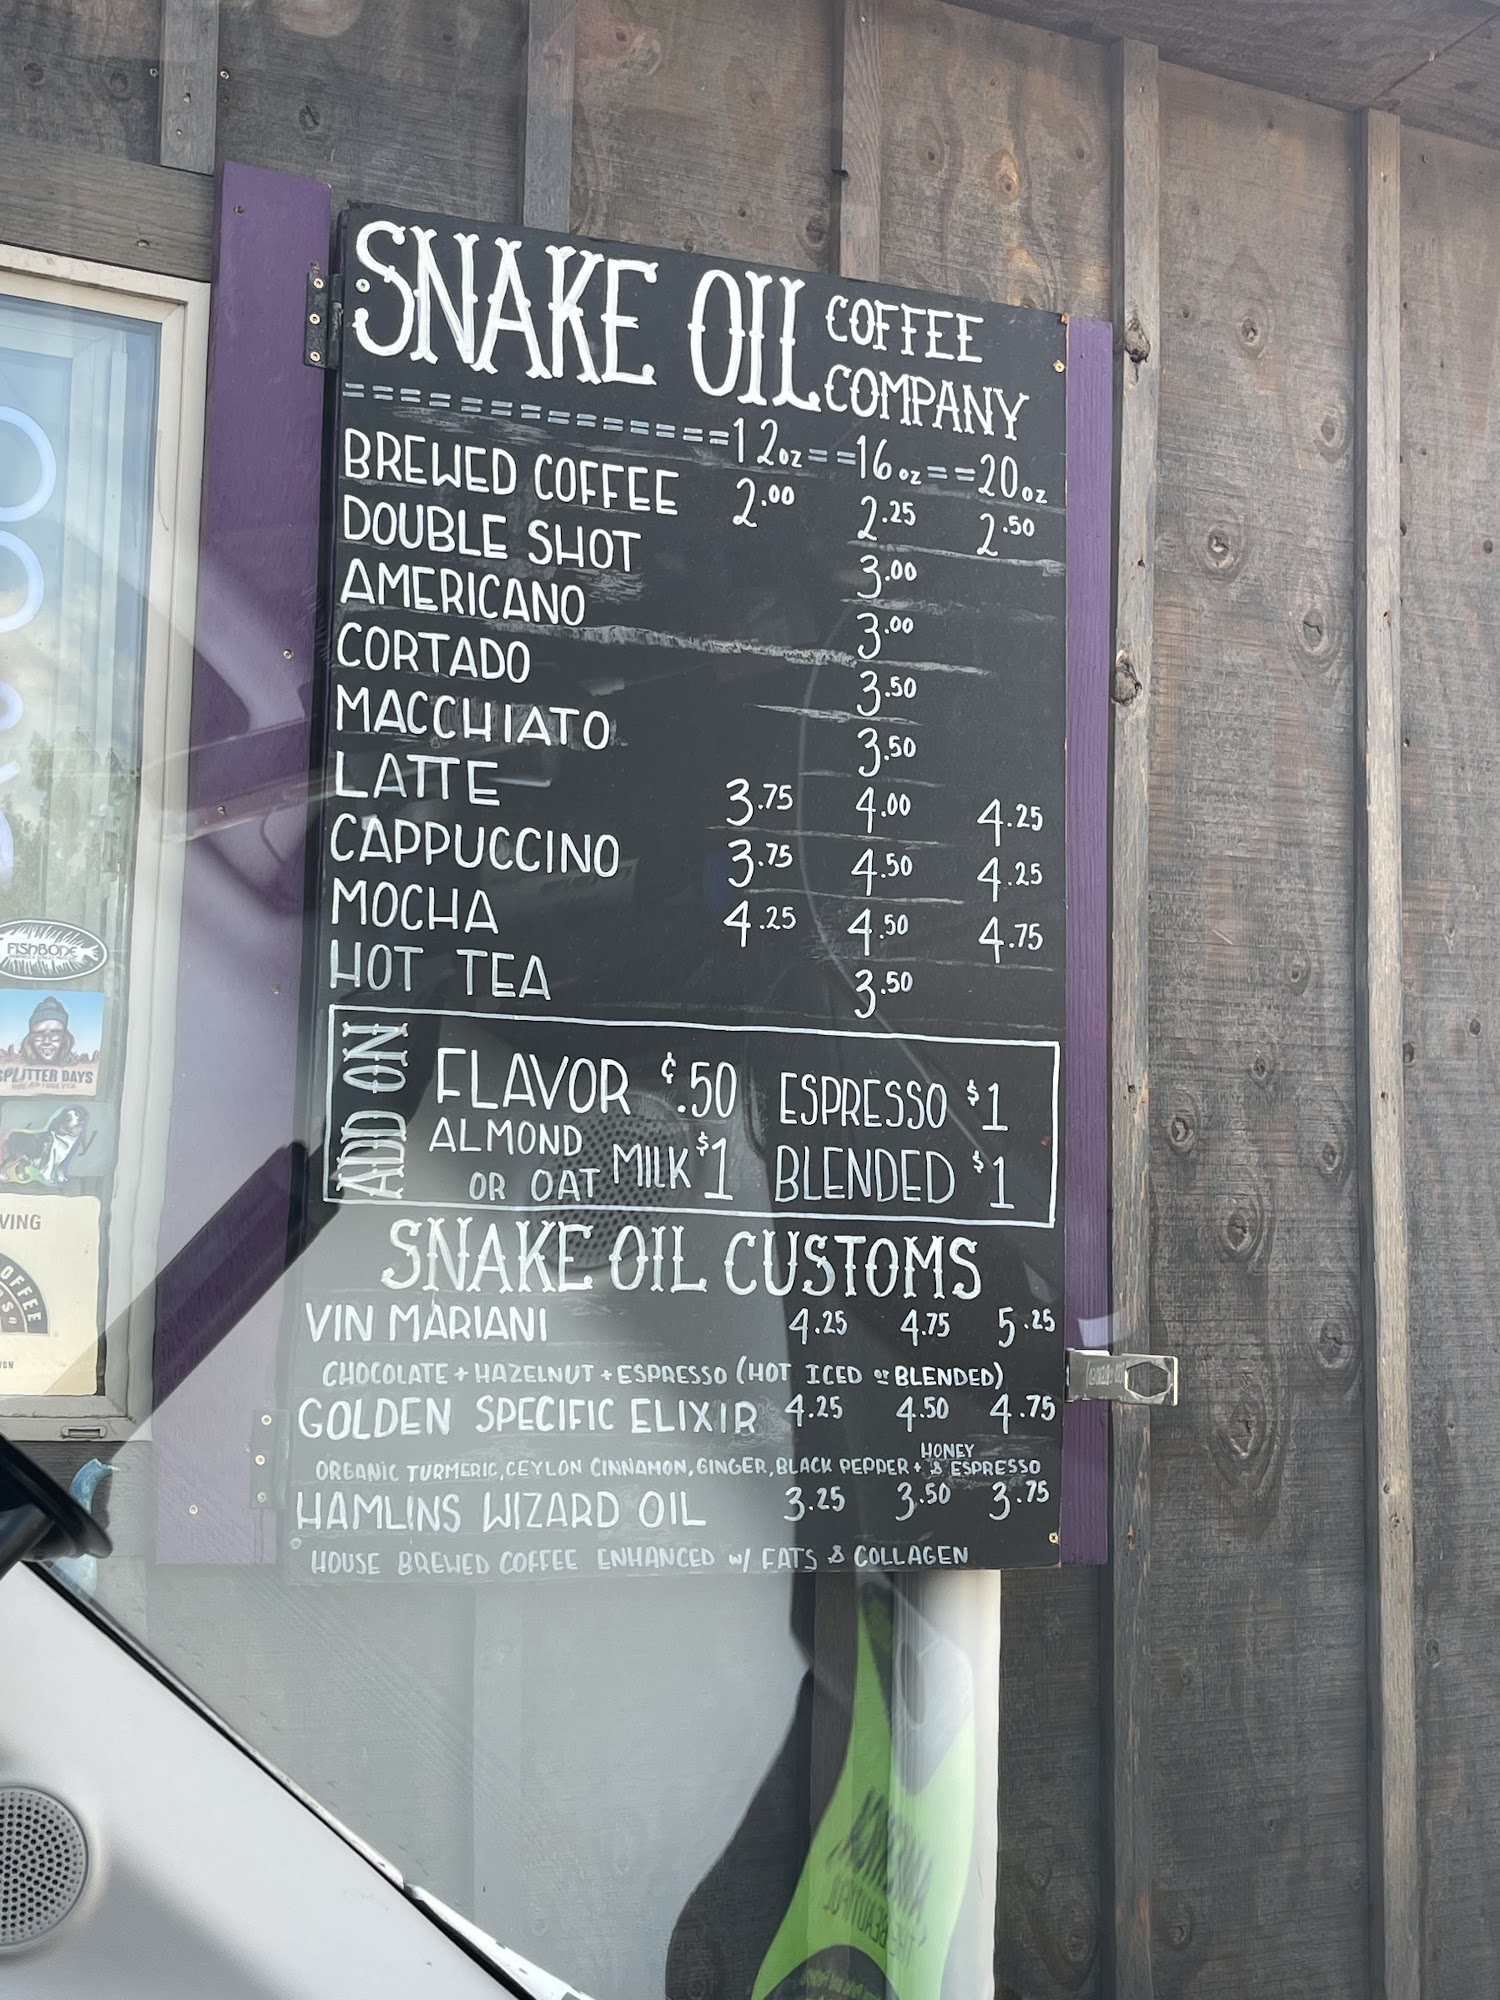 SNAKE OIL COFFEE COMPANY
12oz == 16oz == 20oz
BREWED COFFEE 2.00 2.25 2.50
DOUBLE SHOT 3.00
AMERICANO 3.00
CORTADO 3.50
MACCHIATO 3.50
LATTE 3.75 4.00 4.25
CAPPUCCINO 3.75 4.50 4.25
MOCHA 4.25 4.50 4.75
HOT TEA 3.50
ADD ON
FLAVOR ¢.50 ESPRESSO $1
ALMOND OR OAT MILK $1 BLENDED $1
SNAKE OIL CUSTOMS
VIN MARIANI 4.25 4.75 5.25
CHOCOLATE + HAZELNUT + ESPRESSO (HOT ICED or BLENDED)
GOLDEN SPECIFIC ELIXIR 4.25 4.50 4.75
ORGANIC TURMERIC, CEYLON CINNAMON, GINGER, BLACK PEPPER + HONEY & ESPRESSO
HAMLINS WIZARD OIL 3.25 3.50 3.75
HOUSE BREWED COFFEE ENHANCED w/ FATS & COLLAGEN
FISHBONE
SPLITTER DAYS
VING
OFFEE